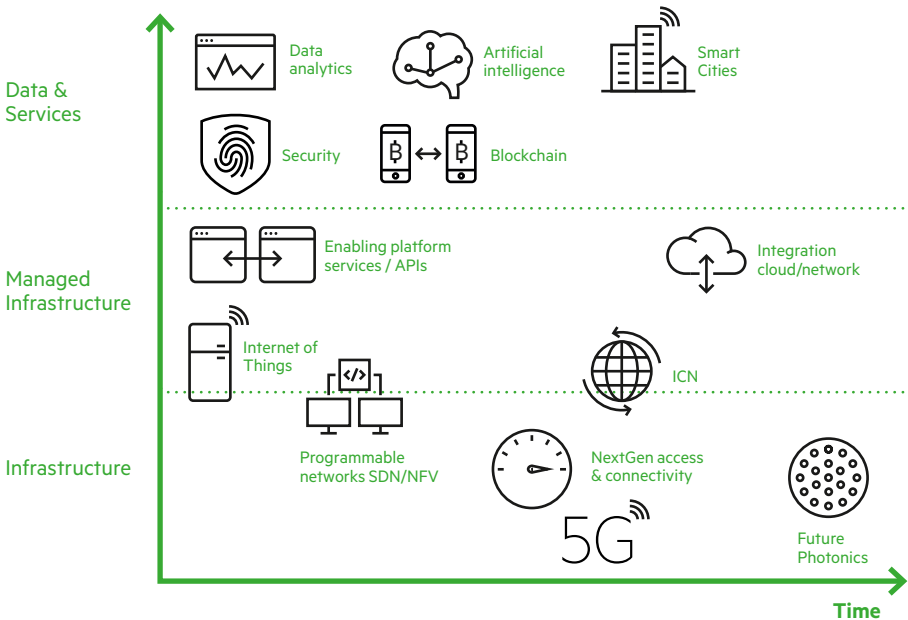 Data &
Services
Data
analytics
Artificial
intelligence
Smart
Cities
Security
Blockchain
Managed
Infrastructure
Enabling platform
services / APIs
Integration
cloud/network
Internet of
Things
</>
ICN
Infrastructure
Programmable
networks SDN/NFV
NextGen access
& connectivity
5G
Future
Photonics
Time